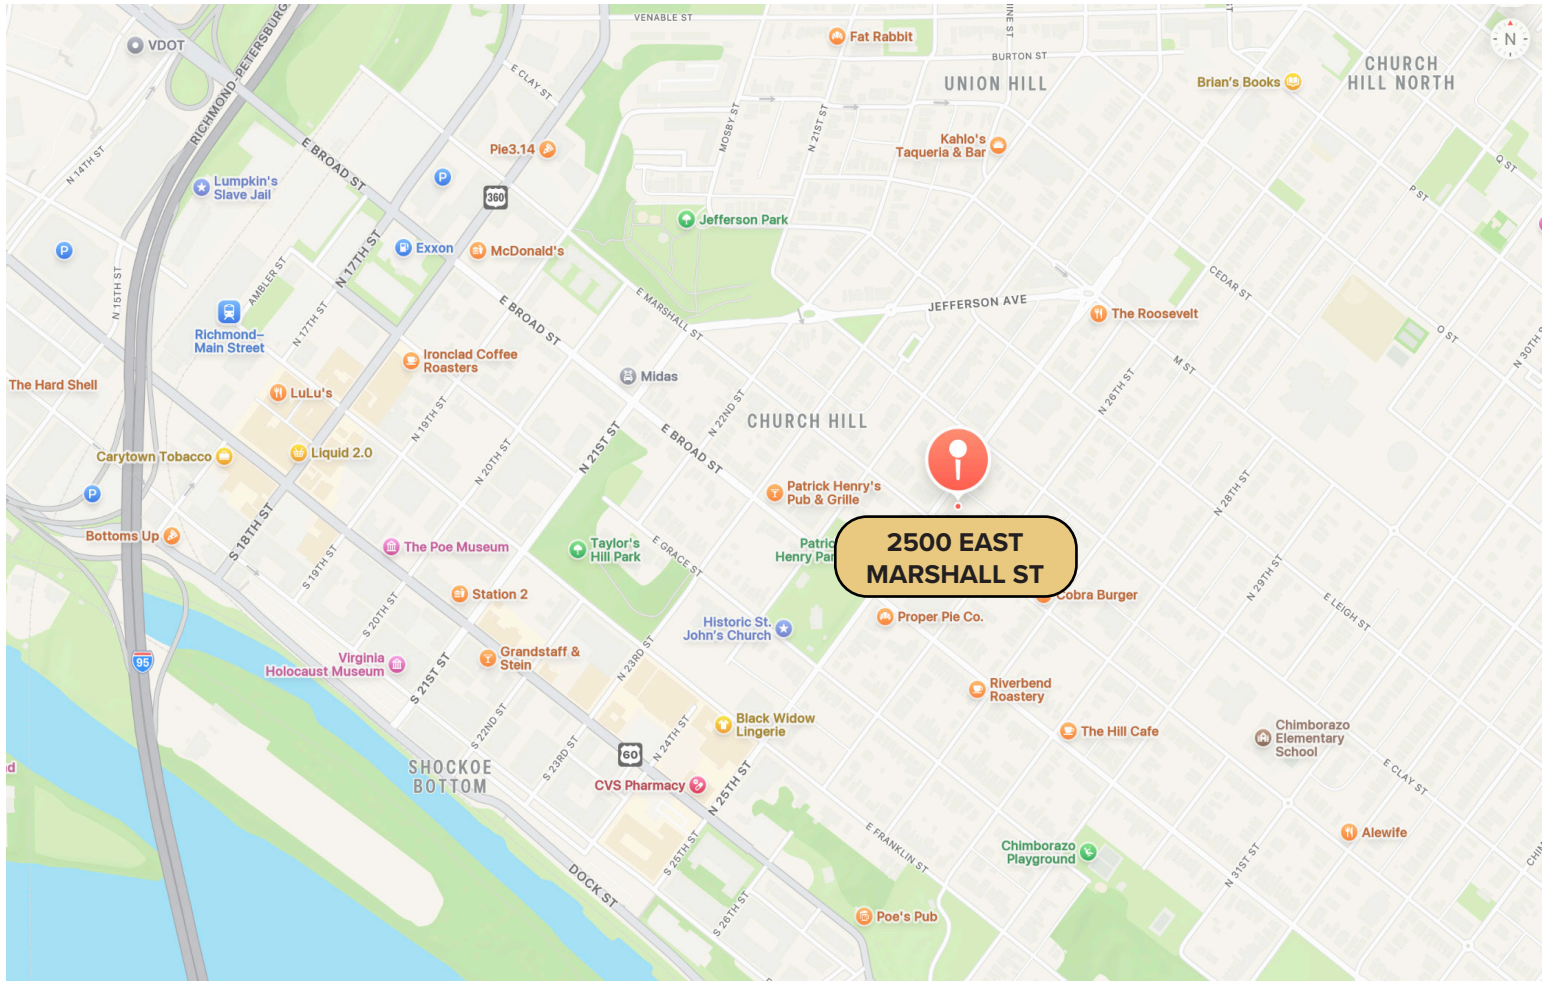 VENABLE ST
VDOT
RICHMOND-PETERSBURG
E CLAY ST
Fat Rabbit
BURTON ST
UNION HILL
CHURCH
HILL NORTH
Brian's Books
N
MOSBY ST
N 21ST ST
Kahlo's
Taqueria & Bar
Pie3.14
E BROAD ST
P
N 14TH ST
Lumpkin's
Slave Jail
360
Q ST
P ST
Jefferson Park
P
Exxon
McDonald's
N 17TH ST
AMBLER ST
N 15TH ST
CEDAR ST
E MARSHALL ST
E BROAD ST
JEFFERSON AVE
The Roosevelt
N 17TH ST
Richmond–
Main Street
O ST
N 30TH S
Ironclad Coffee
Roasters
M ST
Midas
The Hard Shell
LuLu's
N 26TH ST
N 19TH ST
N 22ND ST
CHURCH HILL
E BROAD ST
N 21ST ST
Carytown Tobacco
Liquid 2.0
N 20TH ST
P
Patrick Henry's
Pub & Grille
N 28TH ST
S 18TH ST
Bottoms Up
The Poe Museum
Taylor's
Hill Park
E GRACE ST
Patric
Henry Par
2500 EAST
MARSHALL ST
S 19TH ST
N 29TH ST
Station 2
Cobra Burger
E LEIGH ST
S 20TH ST
Proper Pie Co.
Historic St.
John's Church
95
Virginia
Holocaust Museum
S 21ST ST
Grandstaff &
Stein
N 23RD ST
Riverbend
Roastery
S 22ND ST
N 24TH ST
Black Widow
Lingerie
The Hill Cafe
Chimborazo
Elementary
School
S 23RD ST
60
SHOCKOE
BOTTOM
CVS Pharmacy
N 25TH ST
E CLAY ST
E FRANKLIN ST
Alewife
Chimborazo
Playground
S 25TH ST
N 31ST ST
DOCK ST
S 26TH ST
Poe's Pub